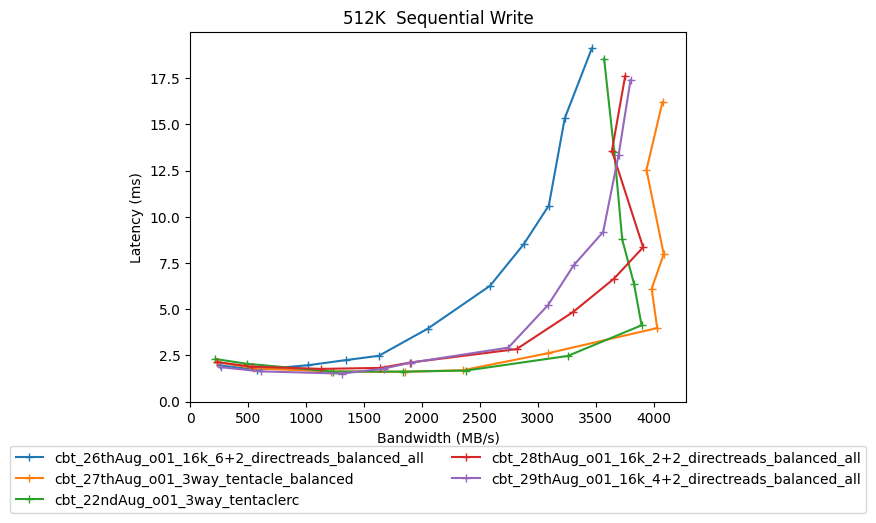 512K  Sequential Write
Latency (ms)
17.5
15.0
12.5
10.0
7.5
5.0
2.5
0.0
0 500 1000 1500 2000 2500 3000 3500 4000
Bandwidth (MB/s)
cbt_26thAug_o01_16k_6+2_directreads_balanced_all
cbt_27thAug_o01_3way_tentacle_balanced
cbt_22ndAug_o01_3way_tentaclerc
cbt_28thAug_o01_16k_2+2_directreads_balanced_all
cbt_29thAug_o01_16k_4+2_directreads_balanced_all